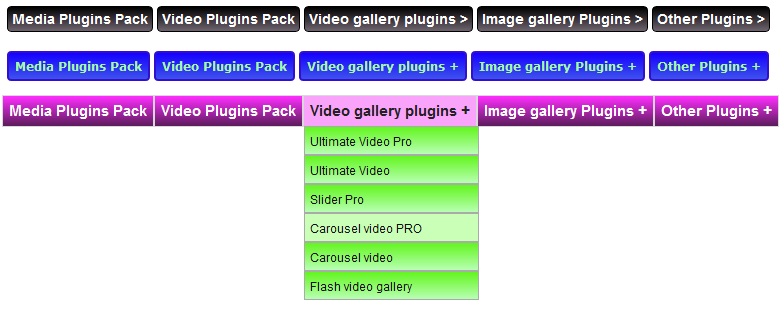 Media Plugins Pack Video Plugins Pack Video gallery plugins > Image gallery Plugins > Other Plugins >
Media Plugins Pack Video Plugins Pack Video gallery plugins + Image gallery Plugins + Other Plugins +
Media Plugins Pack Video Plugins Pack Video gallery plugins + Image gallery Plugins + Other Plugins +
Ultimate Video Pro
Ultimate Video
Slider Pro
Carousel video PRO
Carousel video
Flash video gallery